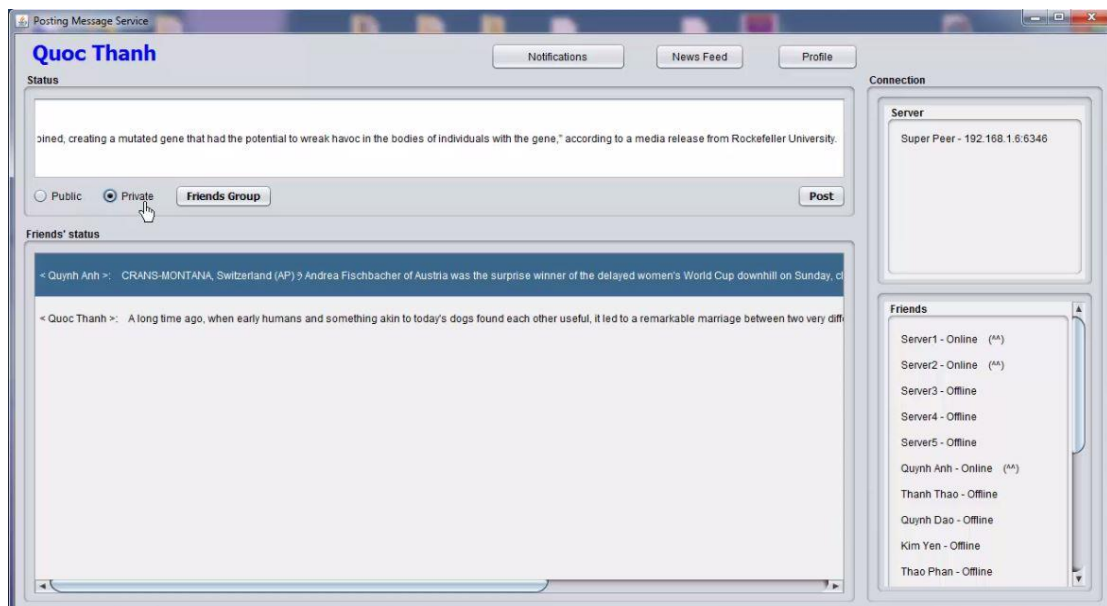 Posting Message Service
Quoc Thanh
Notifications
News Feed
Profile
Status
ined, creating a mutated gene that had the potential to wreak havoc in the bodies of individuals with the gene," according to a media release from Rockefeller University.
Public
Private
Friends Group
Post
Friends' status
< Quynh Anh >: CRANS-MONTANA, Switzerland (AP) ? Andrea Fischbacher of Austria was the surprise winner of the delayed women's World Cup downhill on Sunday, cl
< Quoc Thanh >: A long time ago, when early humans and something akin to today's dogs found each other useful, it led to a remarkable marriage between two very diff
Connection
Server
Super Peer - 192.168.1.6:6346
Friends
Server1 - Online (^^)
Server2 - Online (^^)
Server3 - Offline
Server4 - Offline
Server5 - Offline
Quynh Anh - Online (^^)
Thanh Thao - Offline
Quynh Dao - Offline
Kim Yen - Offline
Thao Phan - Offline